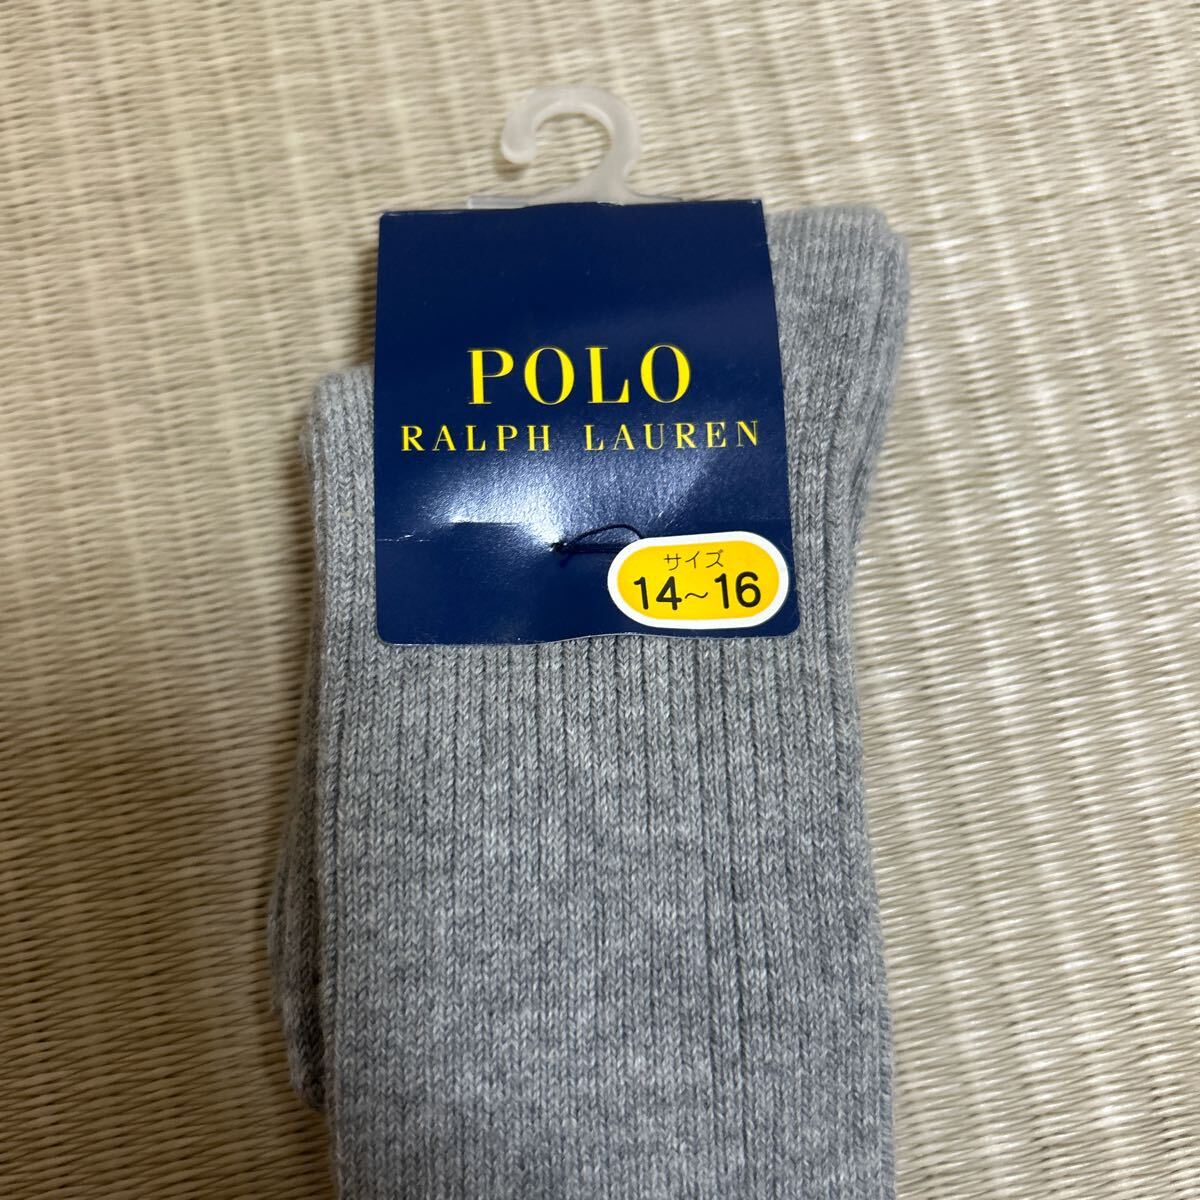 POLO
RALPH LAUREN
サイズ
14~16